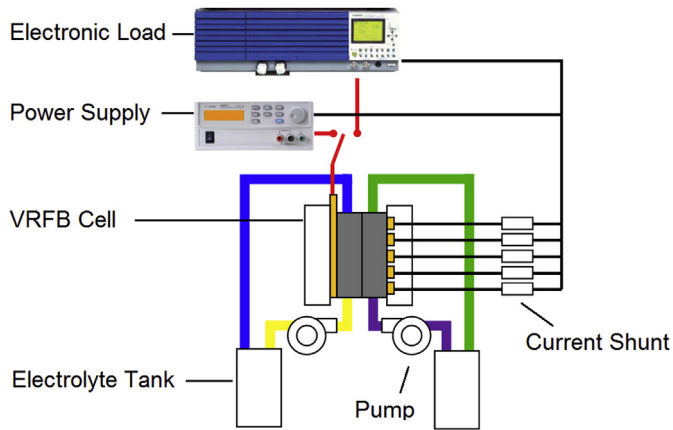 Electronic Load
Power Supply
VRFB Cell
Current Shunt
Electrolyte Tank
Pump